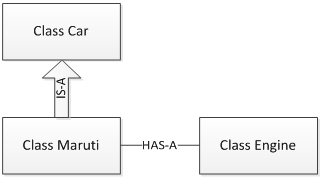 Class Car
IS-A
Class Maruti
HAS-A
Class Engine